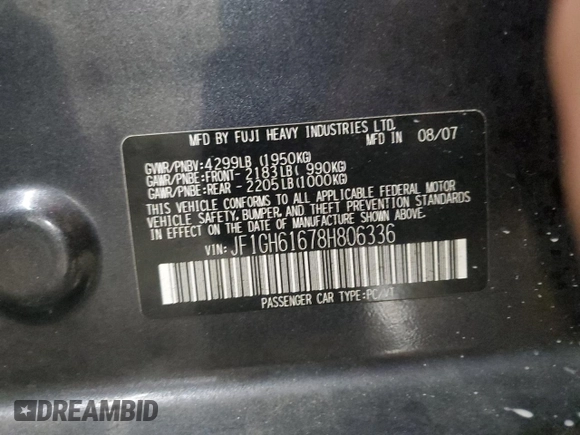 MFD BY FUJI HEAVY INDUSTRIES LTD. MFD IN 08/07
GVWR/PNBV:4299LB (1950KG)
GAWR/PNBE:FRONT- 2183LB( 990KG)
GAWR/PNBE:REAR - 2205LB(1000KG)
THIS VEHICLE CONFORMS TO ALL APPLICABLE FEDERAL MOTOR
VEHICLE SAFETY, BUMPER, AND THEFT PREVENTION STANDARDS
IN EFFECT ON THE DATE OF MANUFACTURE SHOWN ABOVE.
VIN: JF1GH61678H806336
PASSENGER CAR TYPE:PC/V1
DREAMBID